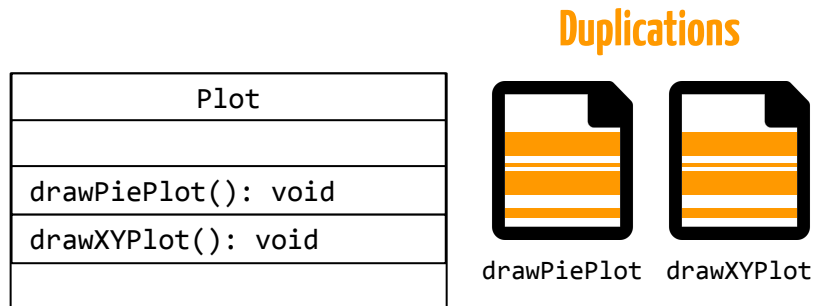 Duplications
Plot
drawPiePlot(): void
drawXYPlot(): void
drawPiePlot drawXYPlot